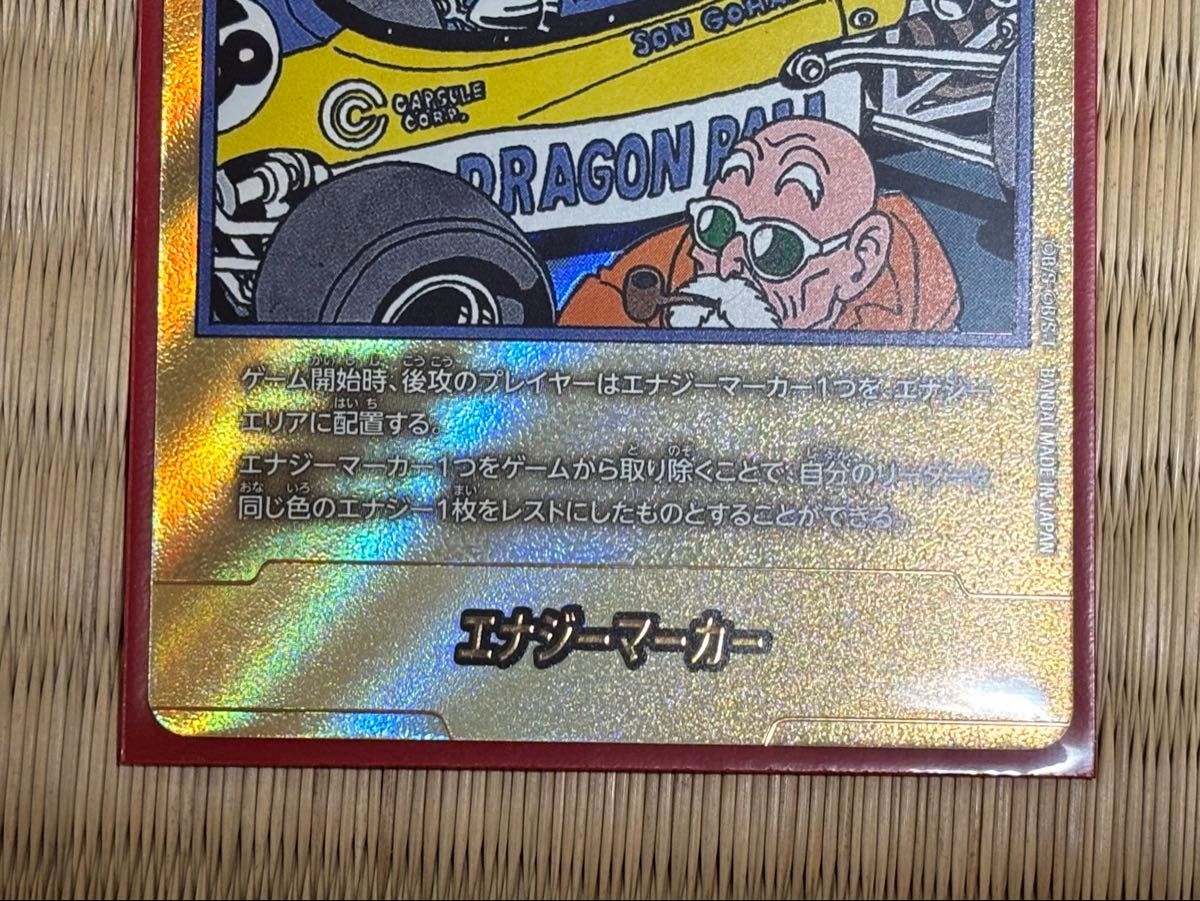 SON GOHAN
CAPSULE
CORP.
DRAGON BALL
ゲーム開始時、後攻のプレイヤーはエナジーマーカー1つを、エナジー
エリアに配置する。
エナジーマーカー1つをゲームから取り除くことで、自分のリーダーと
同じ色のエナジー1枚をレストにしたものとすることができる。
エナジーマーカー
BANDAI MADE IN JAPAN